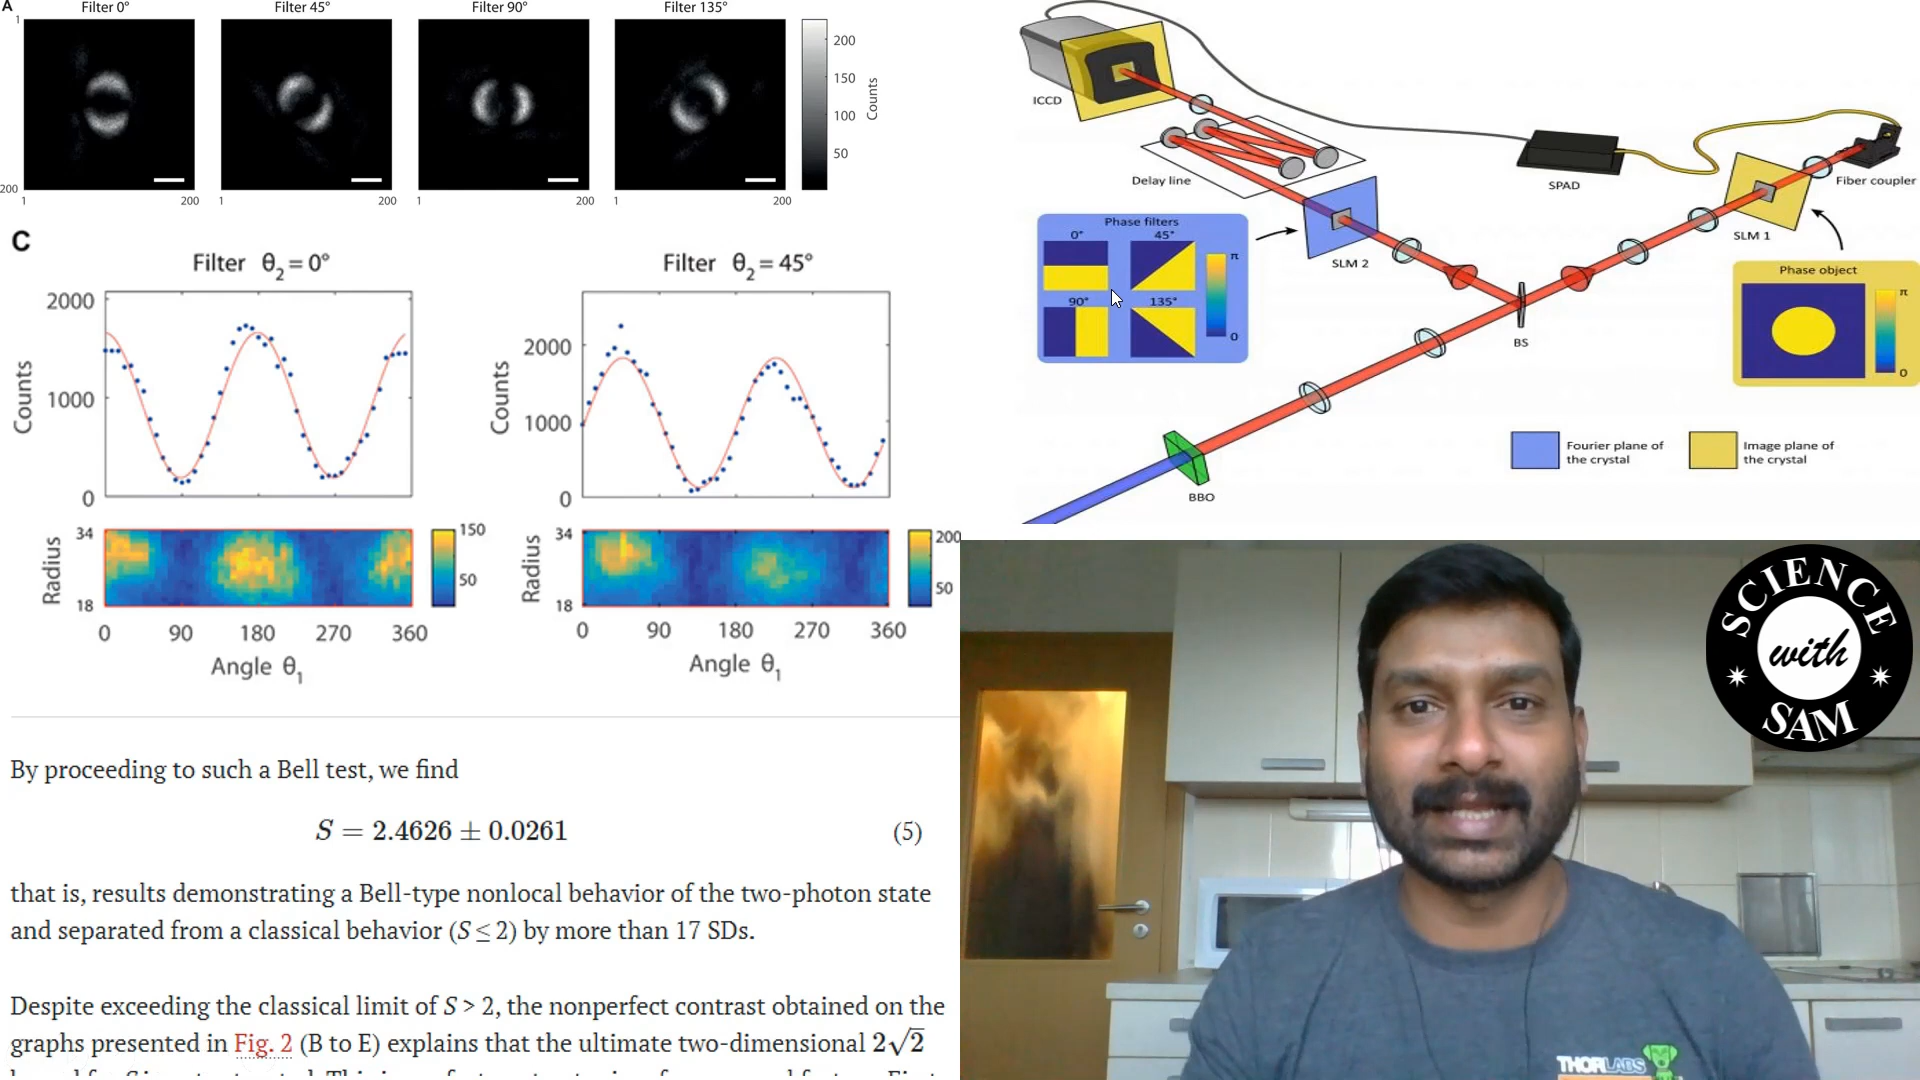 A
Filter 0°
Filter 45°
Filter 90°
Filter 135°
1
200
1
200
1
200
1
200
1
200
200
150
100
50
Counts
C
Filter θ2 = 0°
Filter θ2 = 45°
2000
1000
0
Counts
2000
1000
0
Counts
34
18
Radius
150
50
34
18
Radius
200
50
0 90 180 270 360
0 90 180 270 360
Angle θ1
Angle θ1
By proceeding to such a Bell test, we find
S = 2.4626 ± 0.0261 (5)
that is, results demonstrating a Bell-type nonlocal behavior of the two-photon state
and separated from a classical behavior (S ≤ 2) by more than 17 SDs.
Despite exceeding the classical limit of S > 2, the nonperfect contrast obtained on the
graphs presented in Fig. 2 (B to E) explains that the ultimate two-dimensional 2√2
ICCD
Delay line
SPAD
Fiber coupler
SLM 1
SLM 2
Phase filters
0°
45°
90°
135°
π
0
Phase object
π
0
BS
BBO
Fourier plane of
the crystal
Image plane of
the crystal
SCIENCE
with
SAM
THORLABS